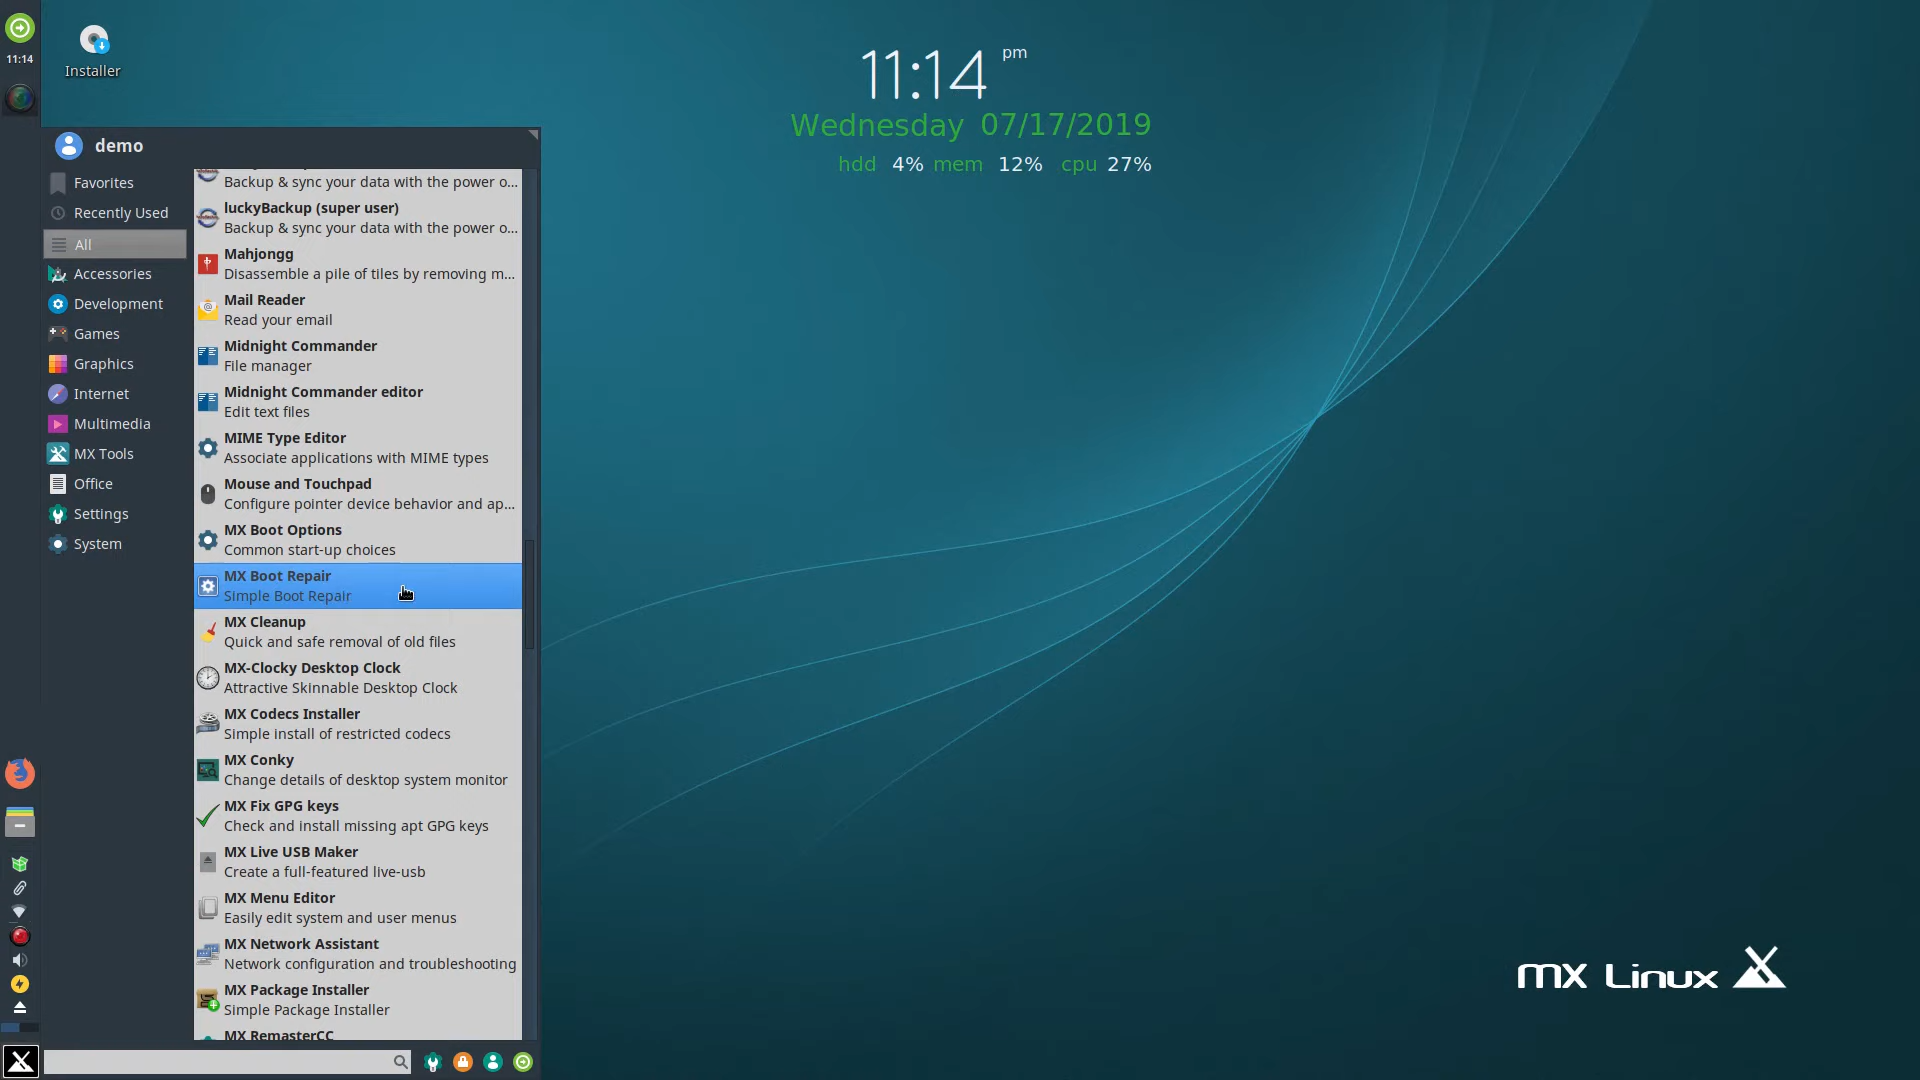 11:14
Installer
11:14 pm
Wednesday 07/17/2019
hdd 4% mem 12% cpu 27%
demo
Favorites
Recently Used
All
Accessories
Development
Games
Graphics
Internet
Multimedia
MX Tools
Office
Settings
System
Backup & sync your data with the power o...
luckyBackup (super user)
Backup & sync your data with the power o...
Mahjongg
Disassemble a pile of tiles by removing m...
Mail Reader
Read your email
Midnight Commander
File manager
Midnight Commander editor
Edit text files
MIME Type Editor
Associate applications with MIME types
Mouse and Touchpad
Configure pointer device behavior and ap...
MX Boot Options
Common start-up choices
MX Boot Repair
Simple Boot Repair
MX Cleanup
Quick and safe removal of old files
MX-Clocky Desktop Clock
Attractive Skinnable Desktop Clock
MX Codecs Installer
Simple install of restricted codecs
MX Conky
Change details of desktop system monitor
MX Fix GPG keys
Check and install missing apt GPG keys
MX Live USB Maker
Create a full-featured live-usb
MX Menu Editor
Easily edit system and user menus
MX Network Assistant
Network configuration and troubleshooting
MX Package Installer
Simple Package Installer
MX RemasterCC
mx Linux